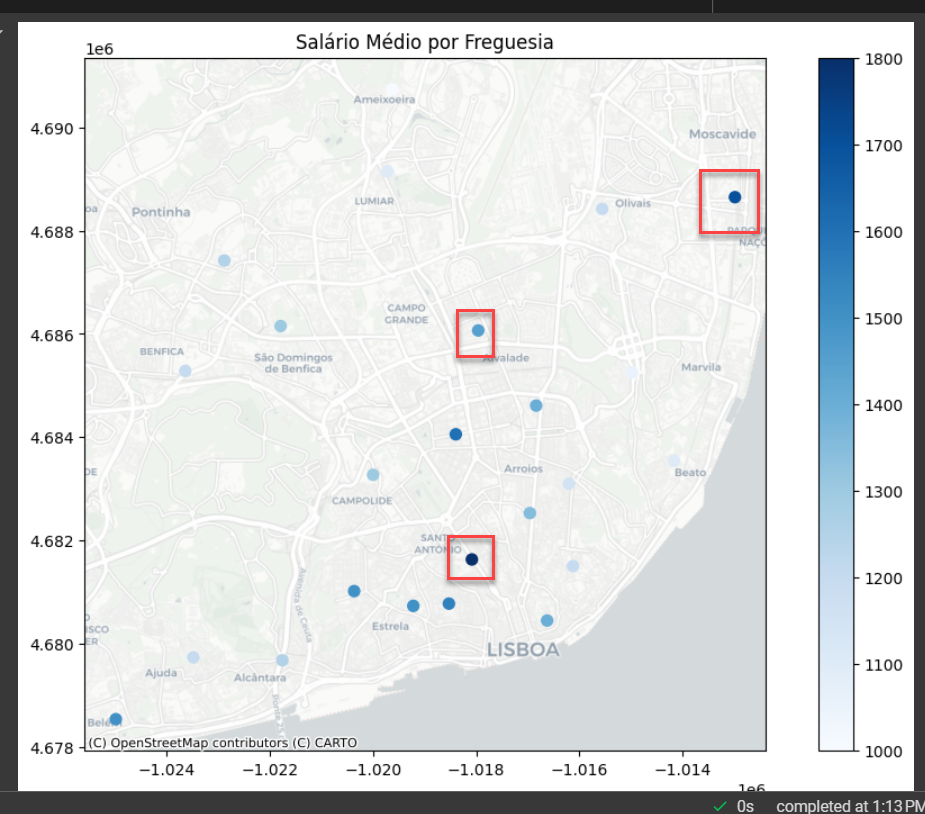 Salário Médio por Freguesia
1e6
4.690
4.688
4.686
4.684
4.682
4.680
4.678
−1.024
−1.022
−1.020
−1.018
−1.016
−1.014
1e6
1800
1700
1600
1500
1400
1300
1200
1100
1000
Ameixoeira
Moscavide
LUMIAR
Olivais
Pontinha
CAMPO
GRANDE
BENFICA
São Domingos
de Benfica
Alvalade
Marvila
Arroios
Beato
CAMPOLIDE
SANTO
ANTÓNIO
Avenida de Ceuta
Estrela
LISBOA
Ajuda
Alcântara
Belém
(C) OpenStreetMap contributors (C) CARTO
0s completed at 1:13 PM